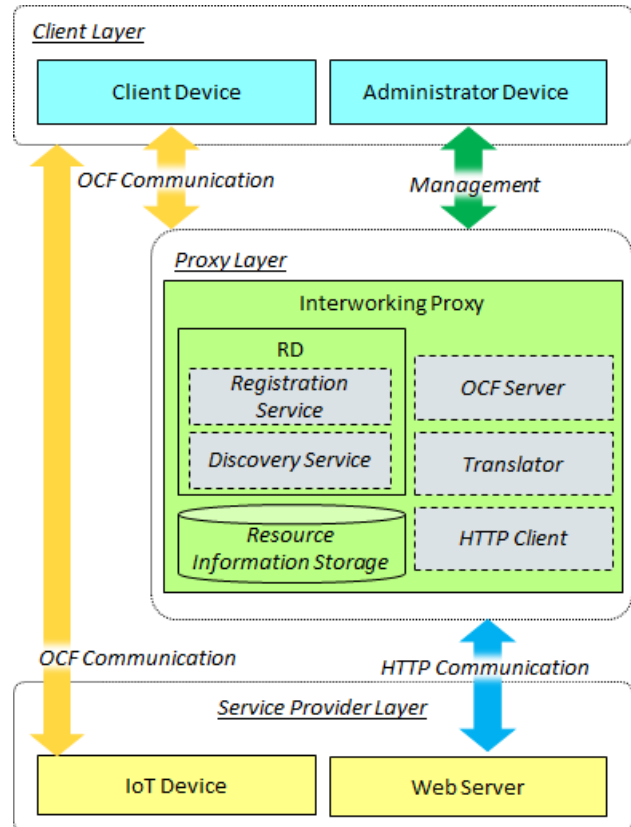 Client Layer
Client Device
Administrator Device
OCF Communication
Management
Proxy Layer
Interworking Proxy
RD
Registration
Service
Discovery Service
Resource
Information Storage
OCF Server
Translator
HTTP Client
OCF Communication
HTTP Communication
Service Provider Layer
IoT Device
Web Server